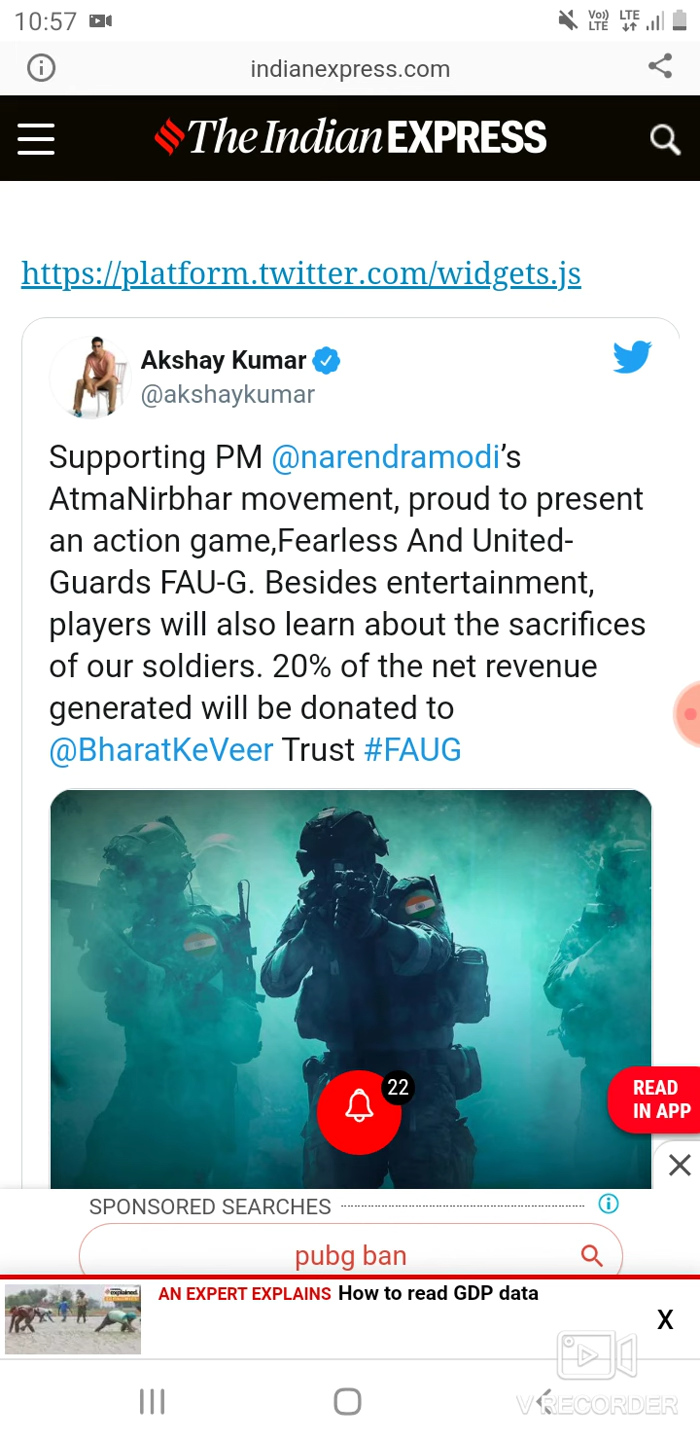 10:57
Vo)) LTE LTE
indianexpress.com
The Indian EXPRESS
https://platform.twitter.com/widgets.js
Akshay Kumar
@akshaykumar
Supporting PM @narendramodi's
AtmaNirbhar movement, proud to present
an action game,Fearless And United-
Guards FAU-G. Besides entertainment,
players will also learn about the sacrifices
of our soldiers. 20% of the net revenue
generated will be donated to
@BharatKeVeer Trust #FAUG
22
READ
IN APP
SPONSORED SEARCHES
pubg ban
explained.
AN EXPERT EXPLAINS How to read GDP data
X
V RECORDER